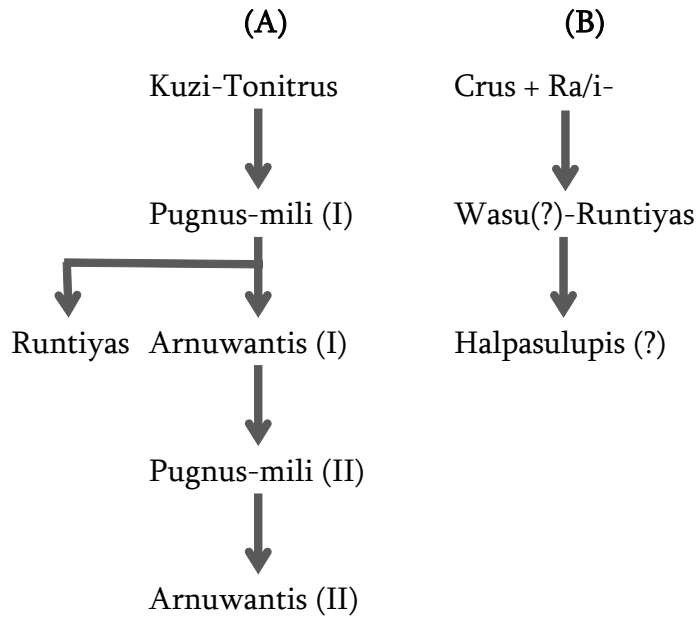 (A) (B)
Kuzi-Tonitrus Crus + Ra/i-
Pugnus-mili (I) Wasu(?)-Runtiyas
Runtiyas Arnuwantis (I) Halpasulupis (?)
Pugnus-mili (II)
Arnuwantis (II)